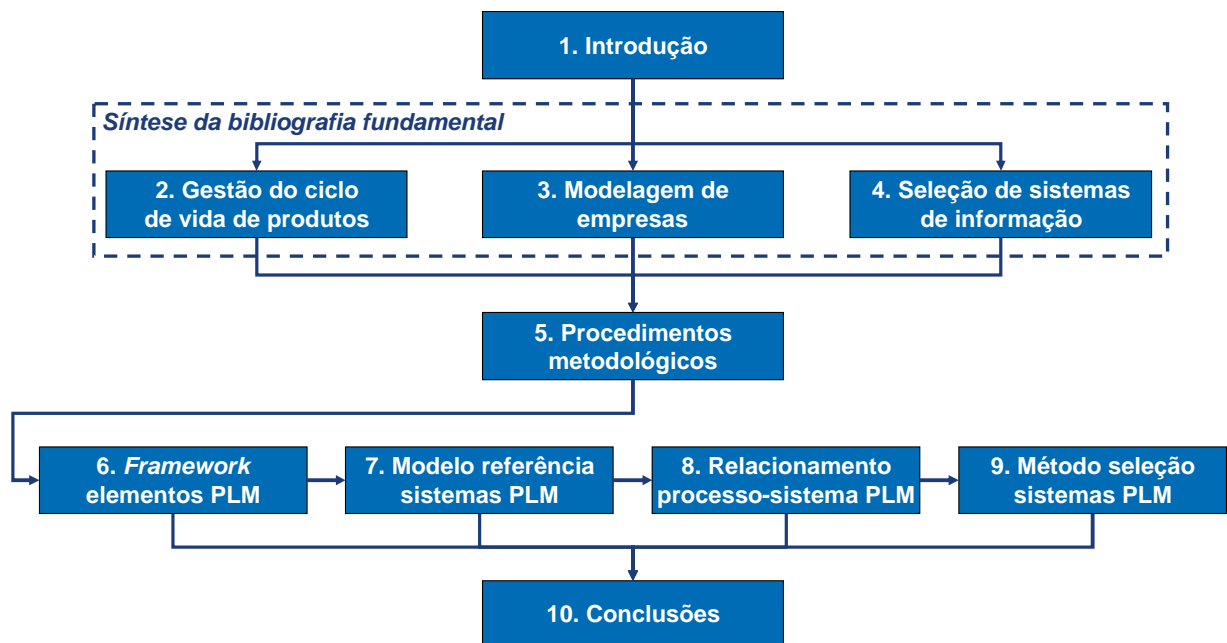 1. Introdução
Síntese da bibliografia fundamental
2. Gestão do ciclo
de vida de produtos
3. Modelagem de
empresas
4. Seleção de sistemas
de informação
5. Procedimentos
metodológicos
6. Framework
elementos PLM
7. Modelo referência
sistemas PLM
8. Relacionamento
processo-sistema PLM
9. Método seleção
sistemas PLM
10. Conclusões